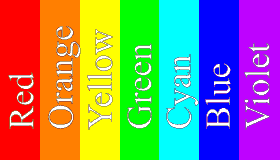 Red
Orange
Yellow
Green
Cyan
Blue
Violet